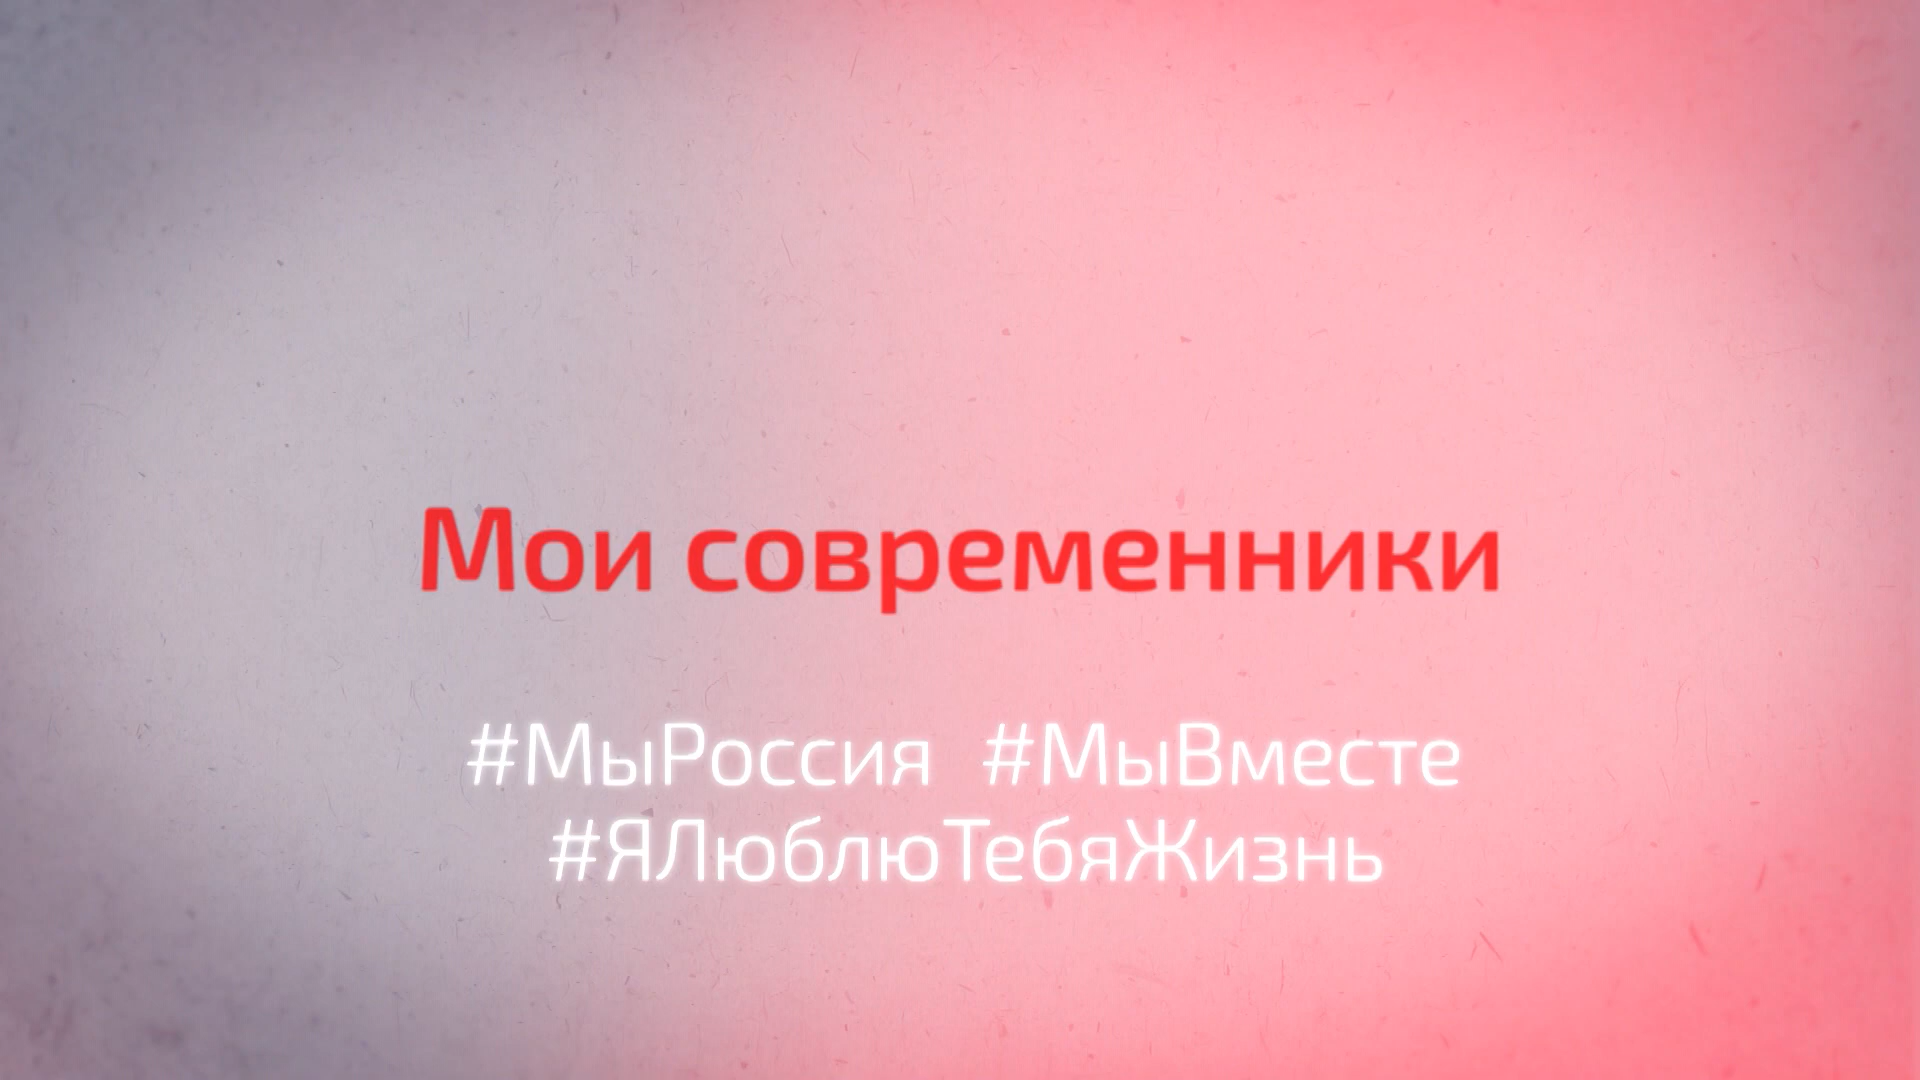 Мои современники
#МыРоссия #МыВместе
#ЯЛюблюТебяЖизнь